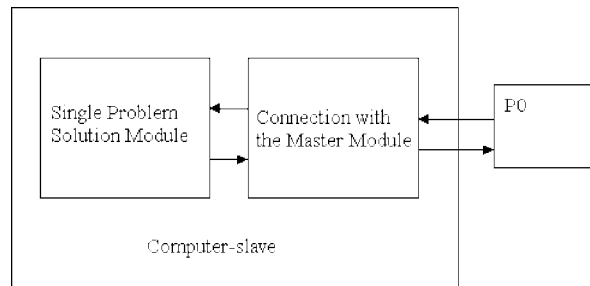 Single Problem
Solution Module
Connection with
the Master Module
P0
Computer-slave